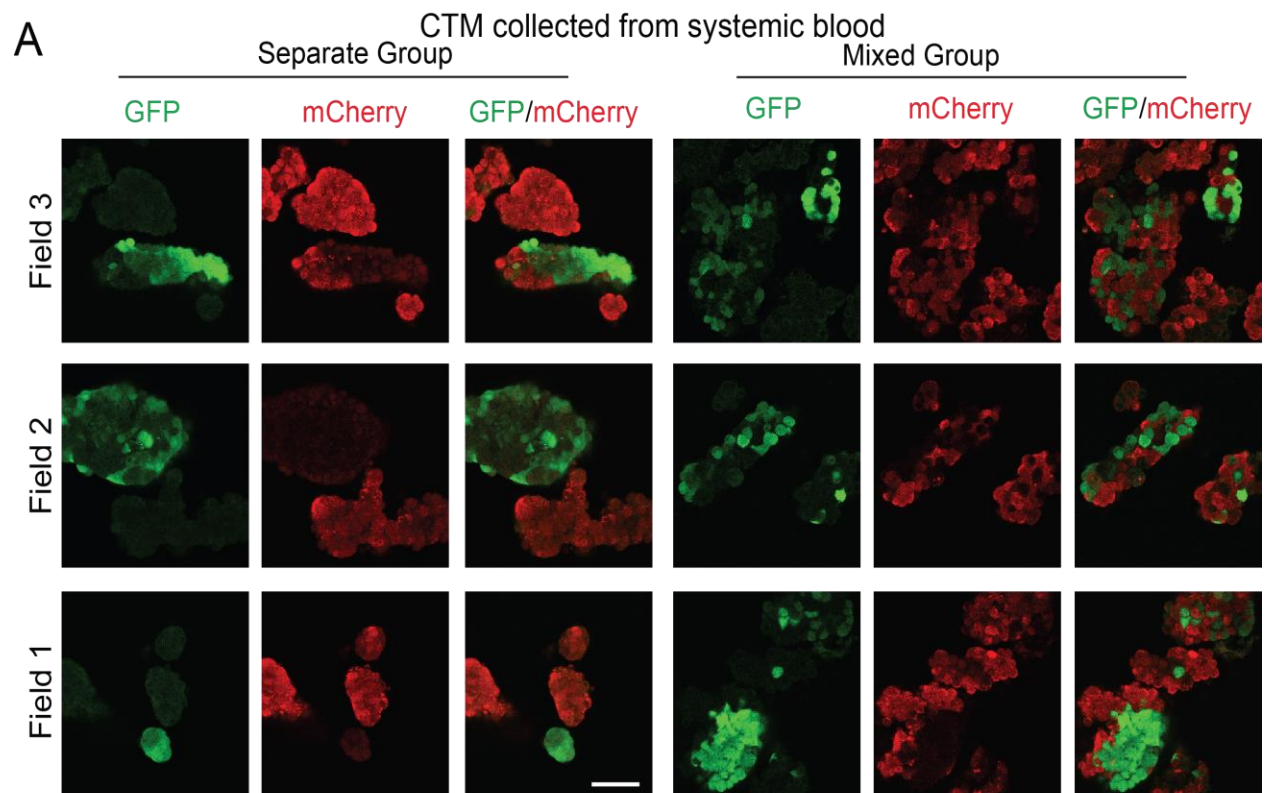 A
CTM collected from systemic blood
Separate Group
Mixed Group
GFP
mCherry
GFP/mCherry
GFP
mCherry
GFP/mCherry
Field 3
Field 2
Field 1